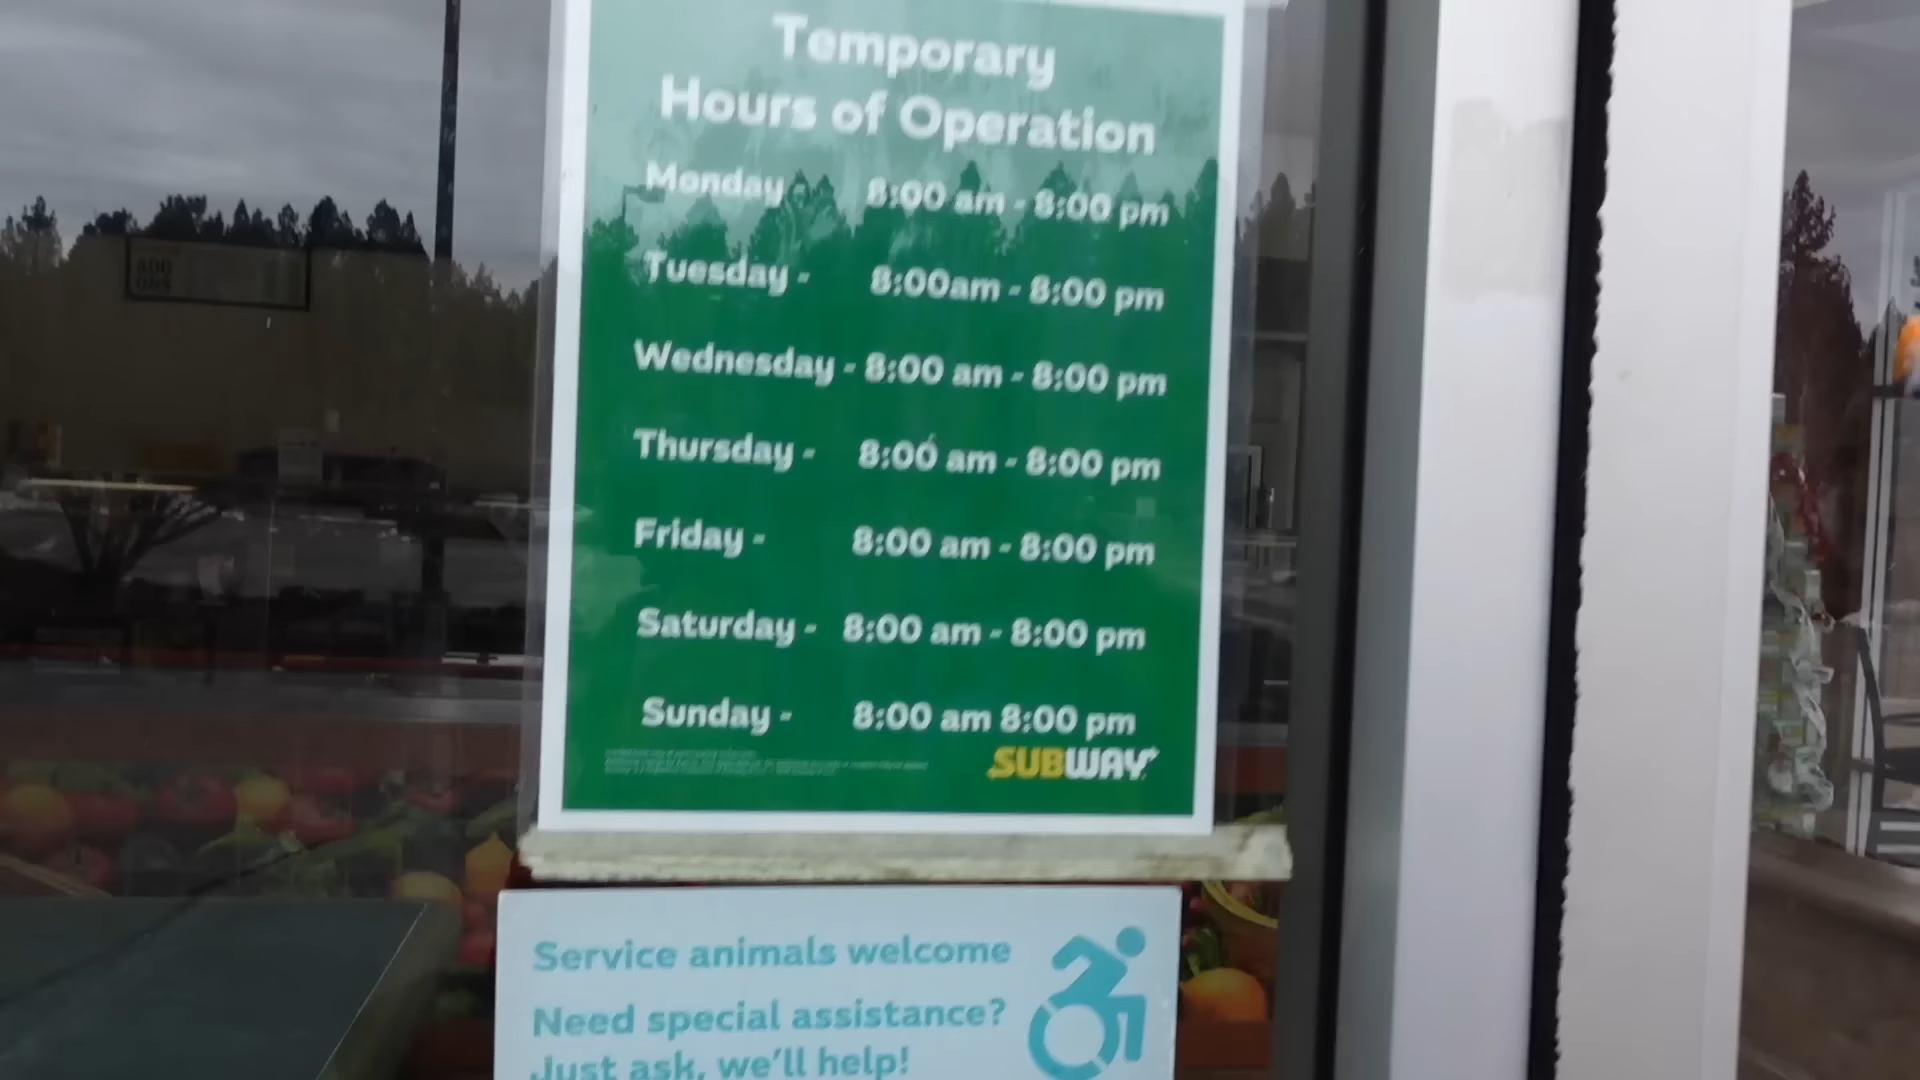 Temporary
Hours of Operation
Monday - 8:00 am - 8:00 pm
Tuesday - 8:00am - 8:00 pm
Wednesday - 8:00 am - 8:00 pm
Thursday - 8:00 am - 8:00 pm
Friday - 8:00 am - 8:00 pm
Saturday - 8:00 am - 8:00 pm
Sunday - 8:00 am 8:00 pm
SUBWAY
Service animals welcome
Need special assistance?
Just ask, we'll help!